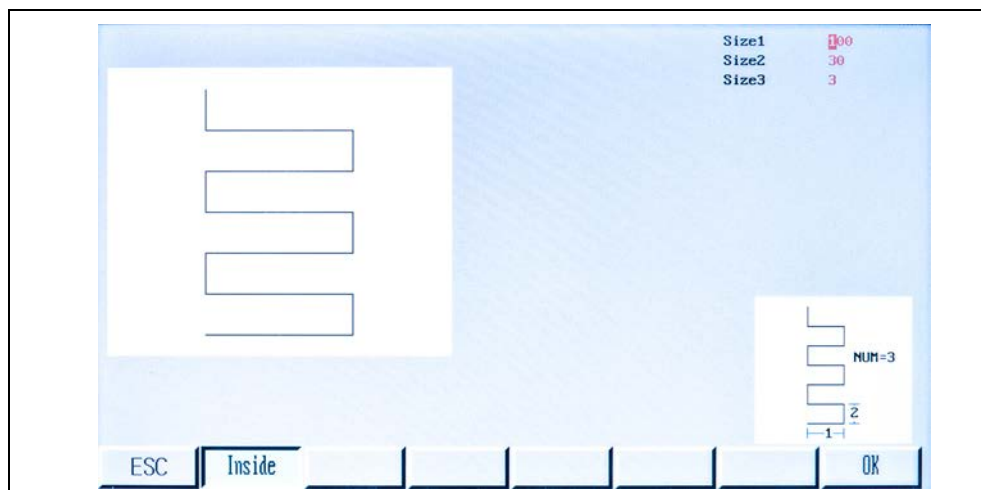 Size1 100
Size2 30
Size3 3
NUM=3
2
1
ESC Inside OK